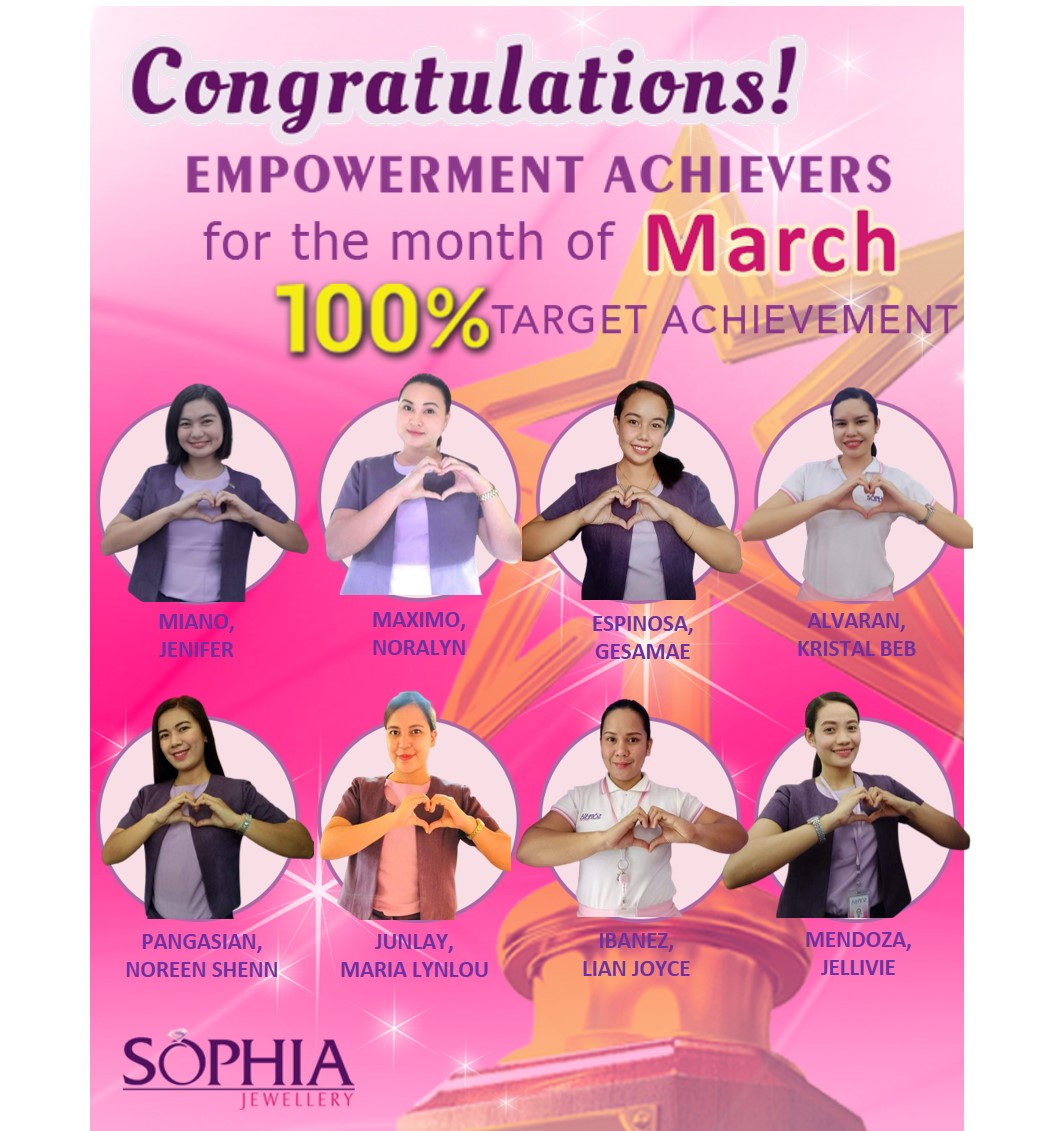 Congratulations!
EMPOWERMENT ACHIEVERS
for the month of March
100% TARGET ACHIEVEMENT
MIANO,
JENIFER
MAXIMO,
NORALYN
ESPINOSA,
GESAMAE
ALVARAN,
KRISTAL BEB
PANGASIAN,
NOREEN SHENN
JUNLAY,
MARIA LYNLOU
IBANEZ,
LIAN JOYCE
MENDOZA,
JELLIVIE
SOPHIA
JEWELLERY